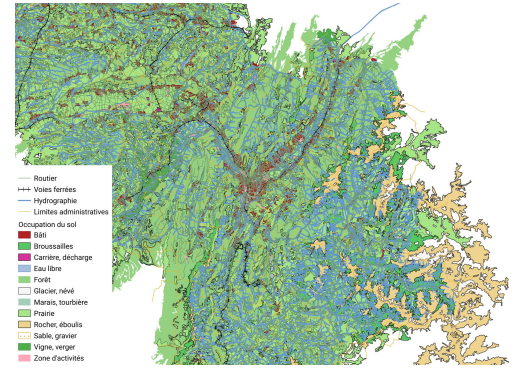 Routier
Voies ferrées
Hydrographie
Limites administratives
Occupation du sol
Bâti
Broussailles
Carrière, décharge
Eau libre
Forêt
Glacier, névé
Marais, tourbière
Prairie
Rocher, éboulis
Sable, gravier
Vigne, verger
Zone d'activités